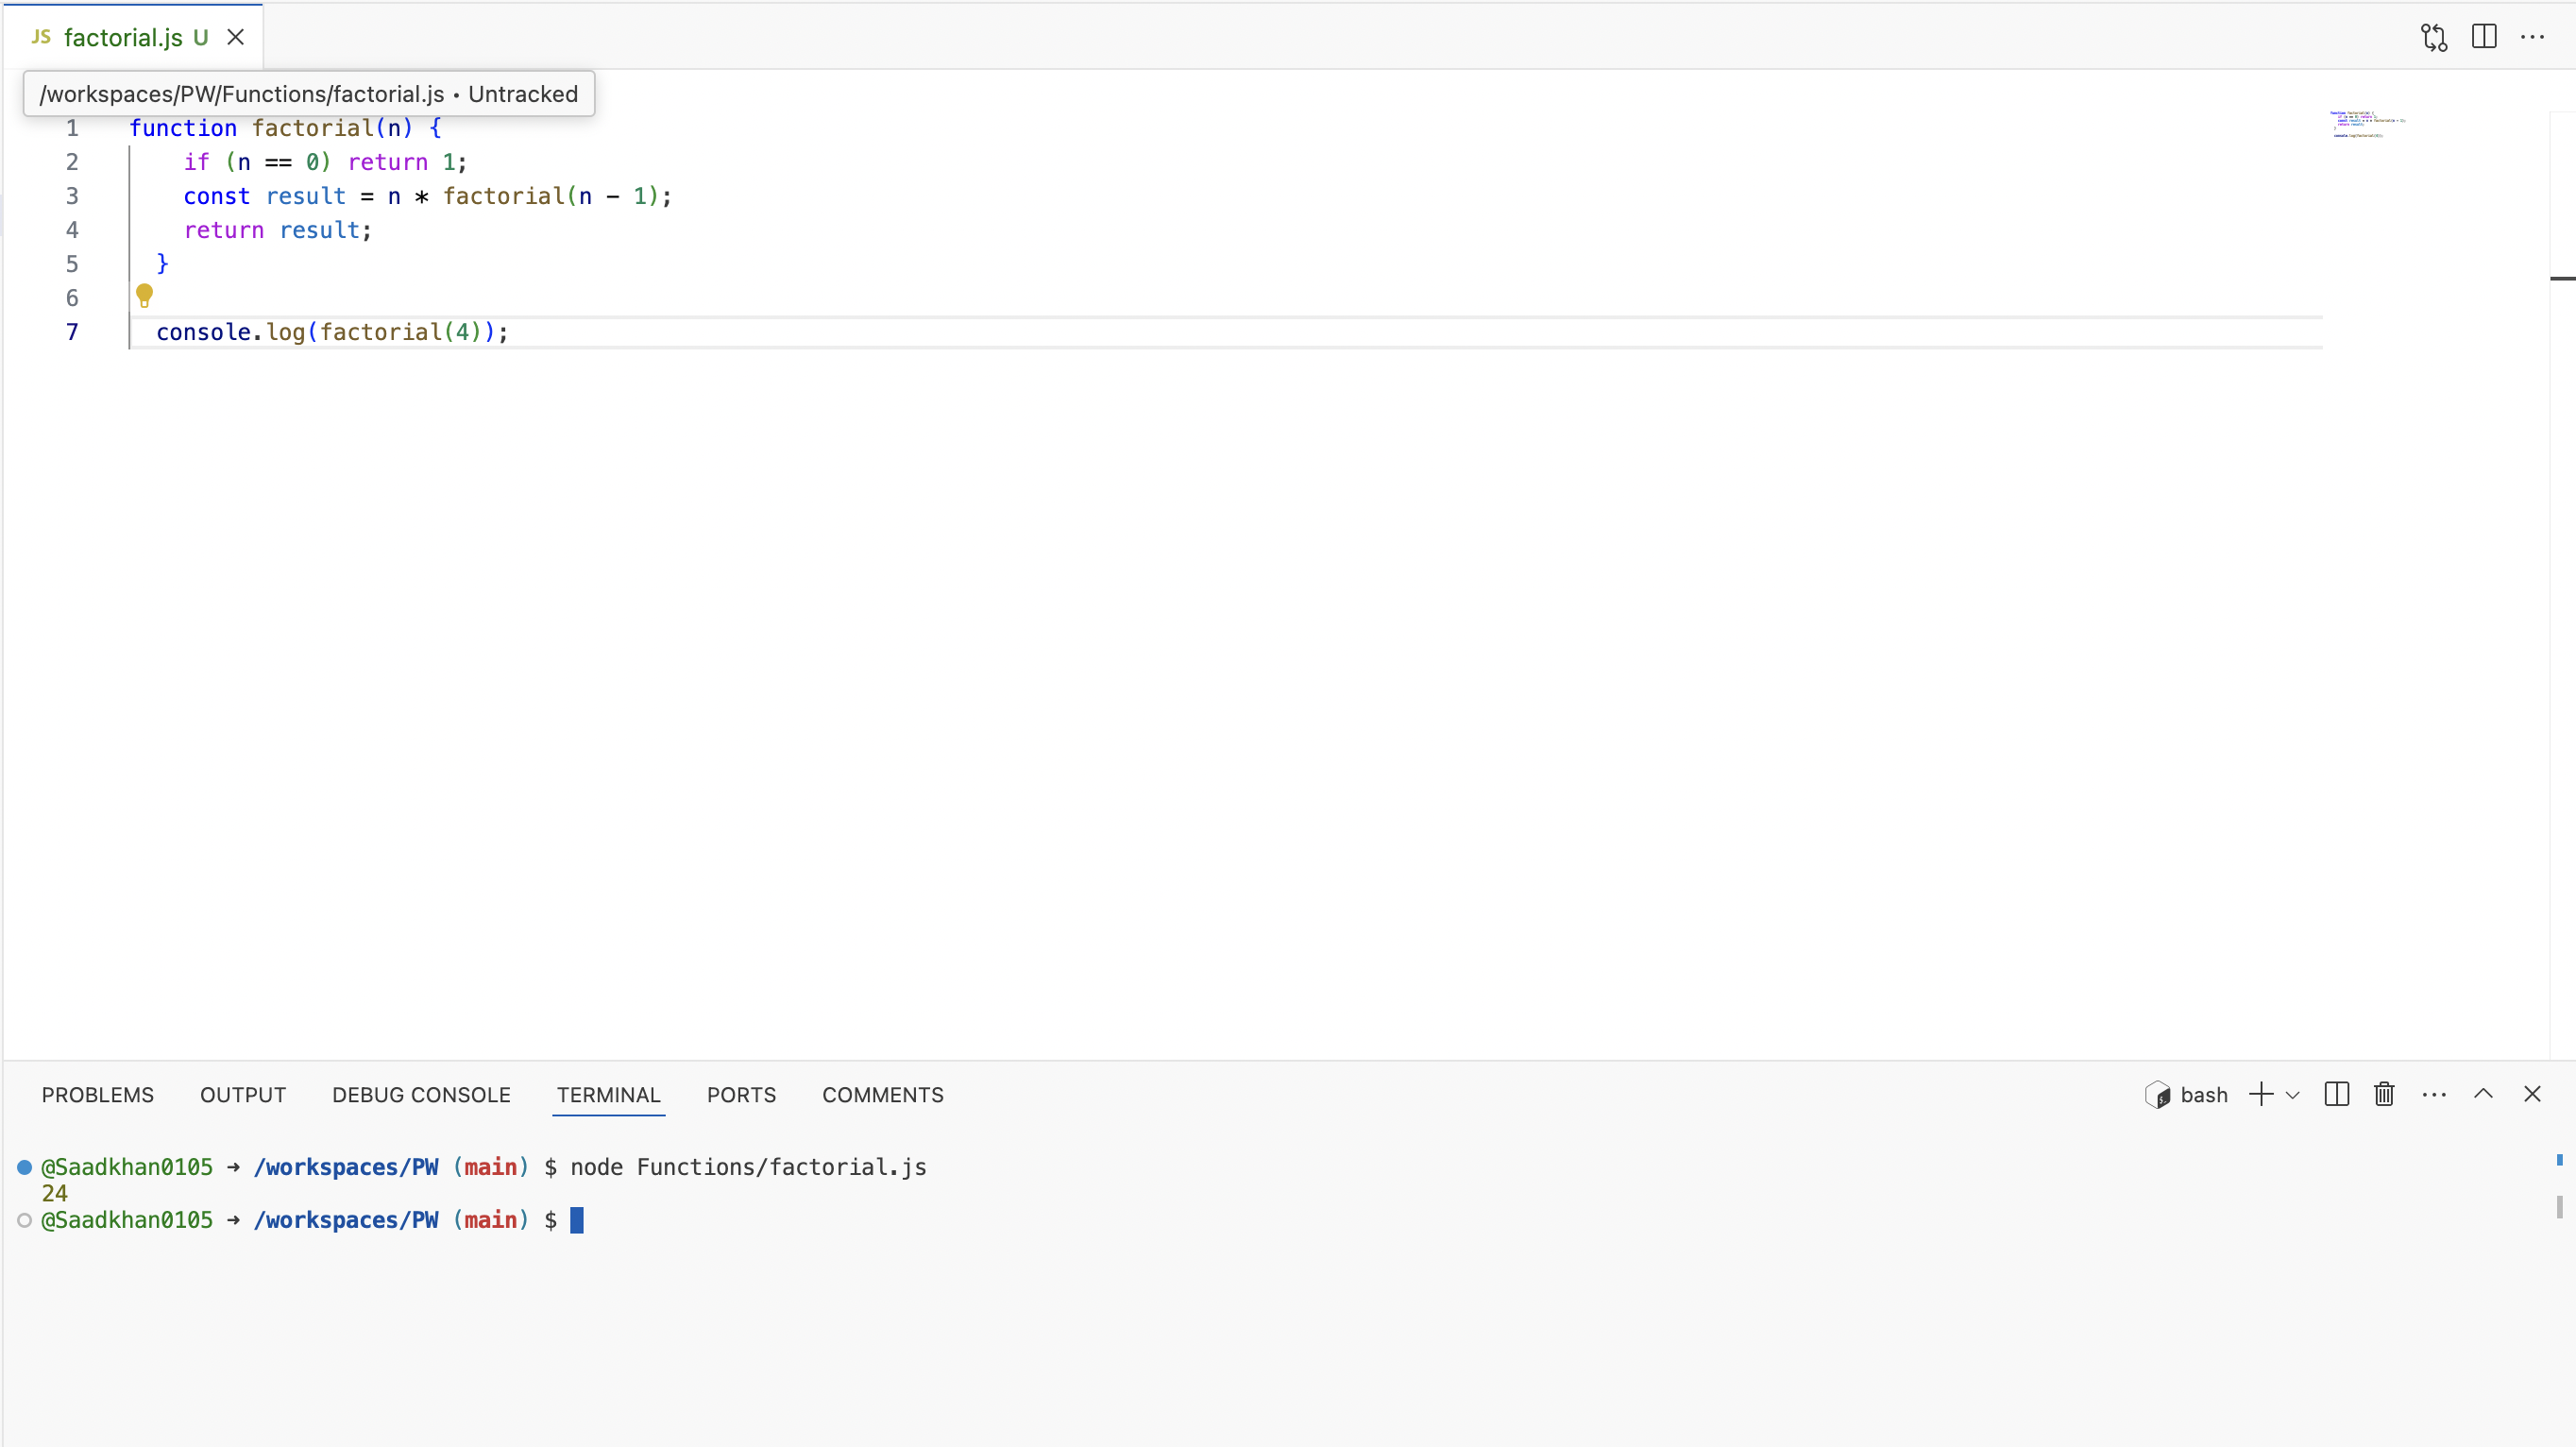 JS factorial.js U
/workspaces/PW/Functions/factorial.js • Untracked
1 function factorial(n) {
2 if (n == 0) return 1;
3 const result = n * factorial(n - 1);
4 return result;
5 }
6
7 console.log(factorial(4));
PROBLEMS OUTPUT DEBUG CONSOLE TERMINAL PORTS COMMENTS bash
@Saadkhan0105 → /workspaces/PW (main) $ node Functions/factorial.js
24
@Saadkhan0105 → /workspaces/PW (main) $